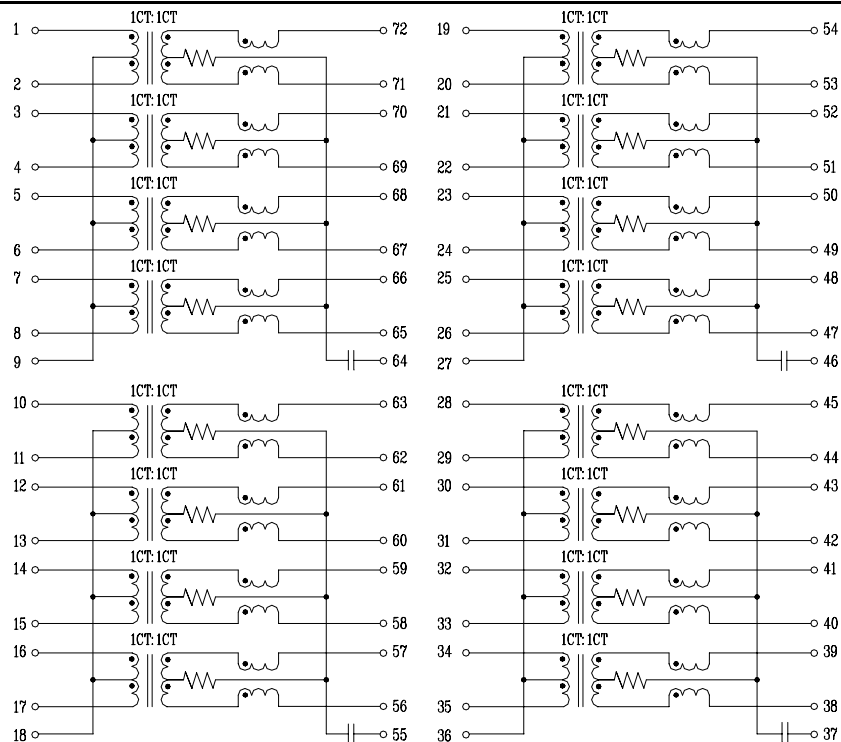 1CT:1CT 1CT:1CT
1 72 19 54
2 71 20 53
1CT:1CT 1CT:1CT
3 70 21 52
4 69 22 51
1CT:1CT 1CT:1CT
5 68 23 50
6 67 24 49
1CT:1CT 1CT:1CT
7 66 25 48
8 65 26 47
9 64 27 46
1CT:1CT 1CT:1CT
10 63 28 45
11 62 29 44
1CT:1CT 1CT:1CT
12 61 30 43
13 60 31 42
1CT:1CT 1CT:1CT
14 59 32 41
15 58 33 40
1CT:1CT 1CT:1CT
16 57 34 39
17 56 35 38
18 55 36 37